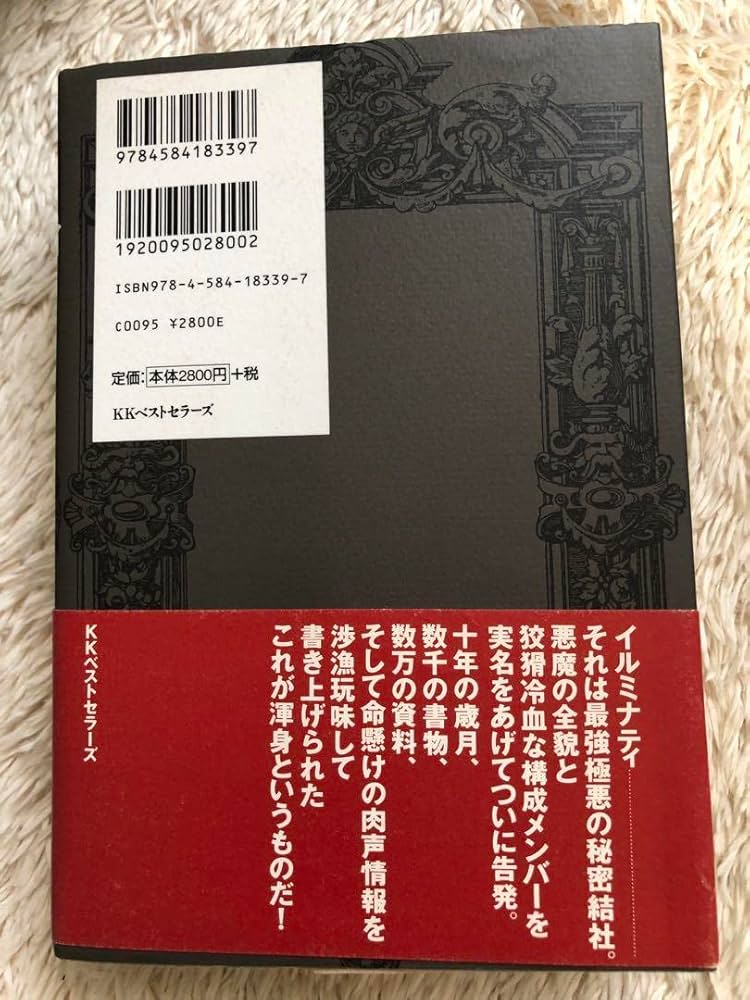 9784584183397
1920095028002
ISBN978-4-584-18339-7
C0095 ¥2800E
定価：本体2800円＋税
KKベストセラーズ
イルミナティ…………
それは最強極悪の秘密結社。
悪魔の全貌と
狡猾冷血な構成メンバーを
実名をあげてついに告発。
十年の歳月、
数千の書物、
数万の資料、
そして命懸けの肉声情報を
渉漁玩味して
書き上げられた
これが渾身というものだ！
KKベストセラーズ